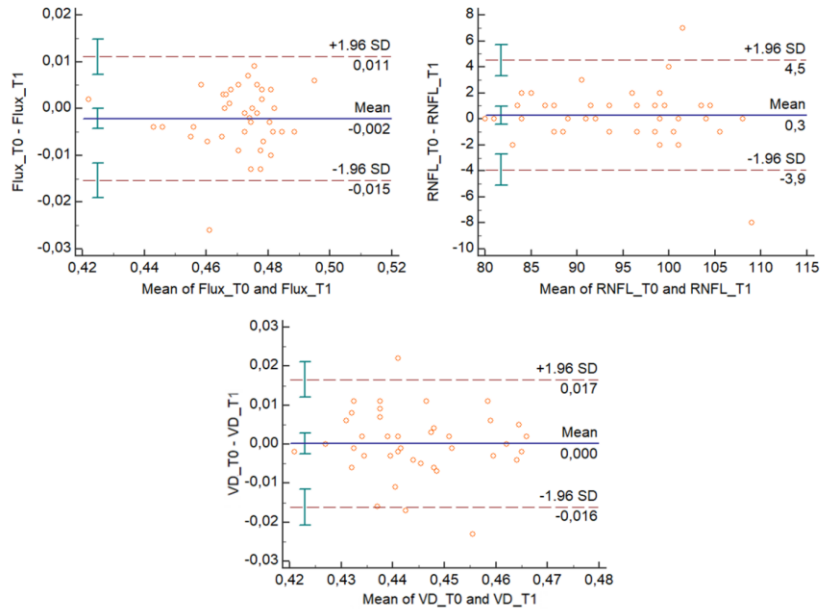 0,02
0,01
0,00
-0,01
-0,02
-0,03
Flux_T0 - Flux_T1
+1.96 SD
0,011
Mean
-0,002
-1.96 SD
-0,015
0,42 0,44 0,46 0,48 0,50 0,52
Mean of Flux_T0 and Flux_T1
8
6
4
2
0
-2
-4
-6
-8
-10
RNFL_T0 - RNFL_T1
+1.96 SD
4,5
Mean
0,3
-1.96 SD
-3,9
80 85 90 95 100 105 110 115
Mean of RNFL_T0 and RNFL_T1
0,03
0,02
0,01
0,00
-0,01
-0,02
-0,03
VD_T0 - VD_T1
+1.96 SD
0,017
Mean
0,000
-1.96 SD
-0,016
0,42 0,43 0,44 0,45 0,46 0,47 0,48
Mean of VD_T0 and VD_T1